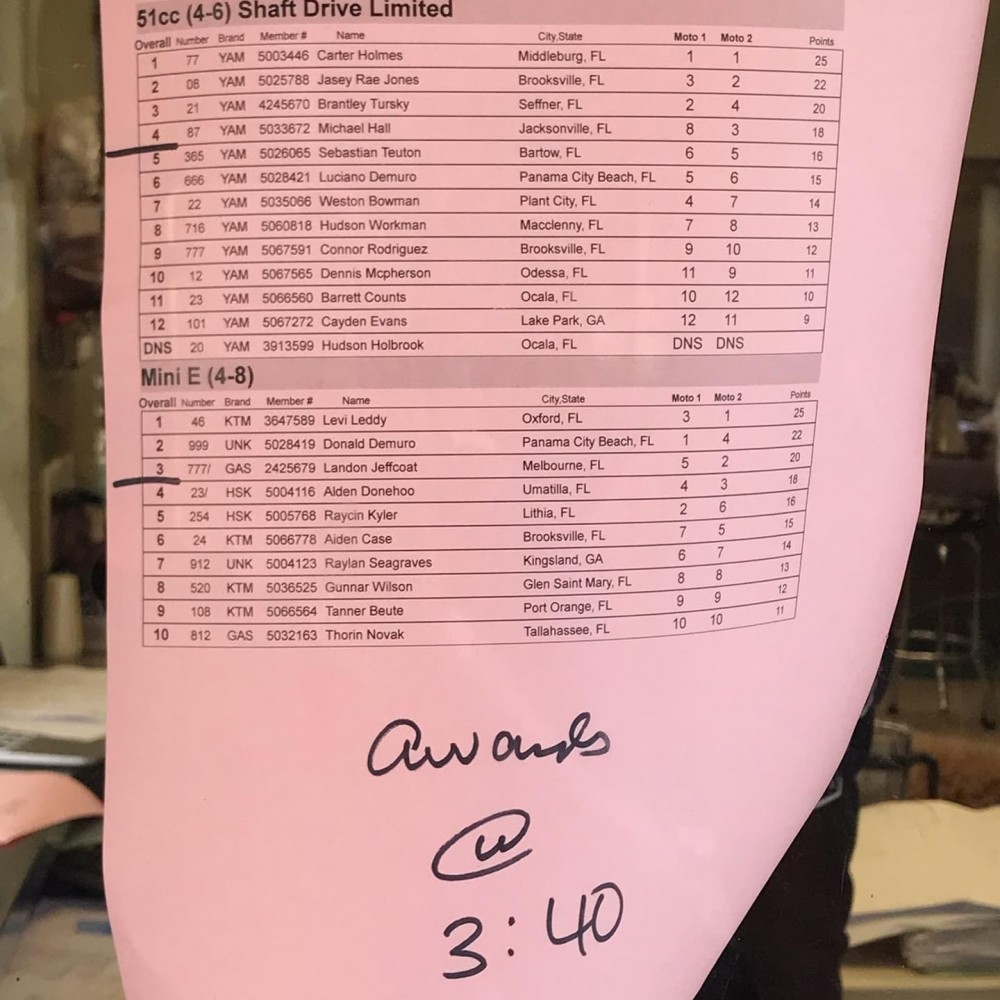 51cc (4-6) Shaft Drive Limited
Overall Number Brand Member # Name City,State Moto 1 Moto 2 Points
1 77 YAM 5003446 Carter Holmes Middleburg, FL 1 1 25
2 08 YAM 5025788 Jasey Rae Jones Brooksville, FL 3 2 22
3 21 YAM 4245670 Brantley Tursky Seffner, FL 2 4 20
4 87 YAM 5033672 Michael Hall Jacksonville, FL 8 3 18
5 365 YAM 5026065 Sebastian Teuton Bartow, FL 6 5 16
6 666 YAM 5028421 Luciano Demuro Panama City Beach, FL 5 6 15
7 22 YAM 5035066 Weston Bowman Plant City, FL 4 7 14
8 716 YAM 5060818 Hudson Workman Macclenny, FL 7 8 13
9 777 YAM 5067591 Connor Rodriguez Brooksville, FL 9 10 12
10 12 YAM 5067565 Dennis Mcpherson Odessa, FL 11 9 11
11 23 YAM 5066560 Barrett Counts Ocala, FL 10 12 10
12 101 YAM 5067272 Cayden Evans Lake Park, GA 12 11 9
DNS 20 YAM 3913599 Hudson Holbrook Ocala, FL DNS DNS
Mini E (4-8)
Overall Number Brand Member # Name City,State Moto 1 Moto 2 Points
1 46 KTM 3647589 Levi Leddy Oxford, FL 3 1 25
2 999 UNK 5028419 Donald Demuro Panama City Beach, FL 1 4 22
3 777/ GAS 2425679 Landon Jeffcoat Melbourne, FL 5 2 20
4 23/ HSK 5004116 Aiden Donehoo Umatilla, FL 4 3 18
5 254 HSK 5005768 Raycin Kyler Lithia, FL 2 6 16
6 24 KTM 5066778 Aiden Case Brooksville, FL 7 5 15
7 912 UNK 5004123 Raylan Seagraves Kingsland, GA 6 7 14
8 520 KTM 5036525 Gunnar Wilson Glen Saint Mary, FL 8 8 13
9 108 KTM 5066564 Tanner Beute Port Orange, FL 9 9 12
10 812 GAS 5032163 Thorin Novak Tallahassee, FL 10 10 11
awards
@
3:40